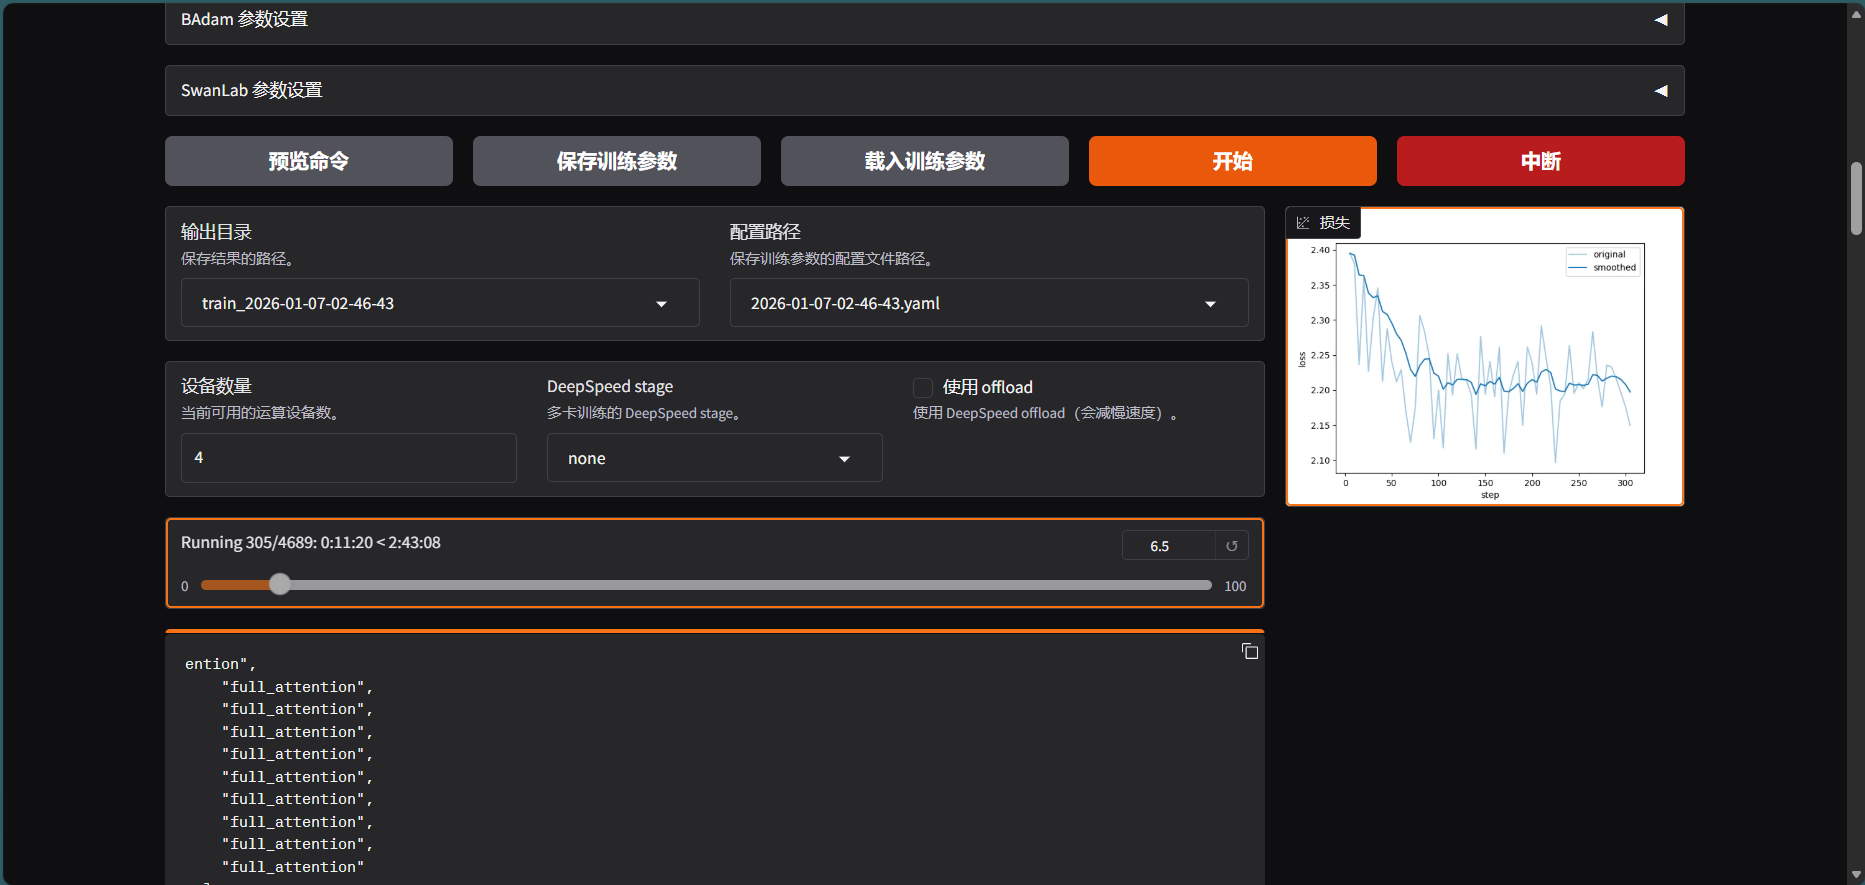 BAdam 参数设置
SwanLab 参数设置
预览命令
保存训练参数
载入训练参数
开始
中断
输出目录
保存结果的路径。
train_2026-01-07-02-46-43
配置路径
保存训练参数的配置文件路径。
2026-01-07-02-46-43.yaml
损失
original
smoothed
2.40
2.35
2.30
2.25
2.20
2.15
2.10
loss
0
50
100
150
200
250
300
step
设备数量
当前可用的运算设备数。
4
DeepSpeed stage
多卡训练的 DeepSpeed stage。
none
使用 offload
使用 DeepSpeed offload（会减慢速度）。
Running 305/4689: 0:11:20 < 2:43:08
6.5
0
100
ention",
"full_attention",
"full_attention",
"full_attention",
"full_attention",
"full_attention",
"full_attention",
"full_attention",
"full_attention",
"full_attention"